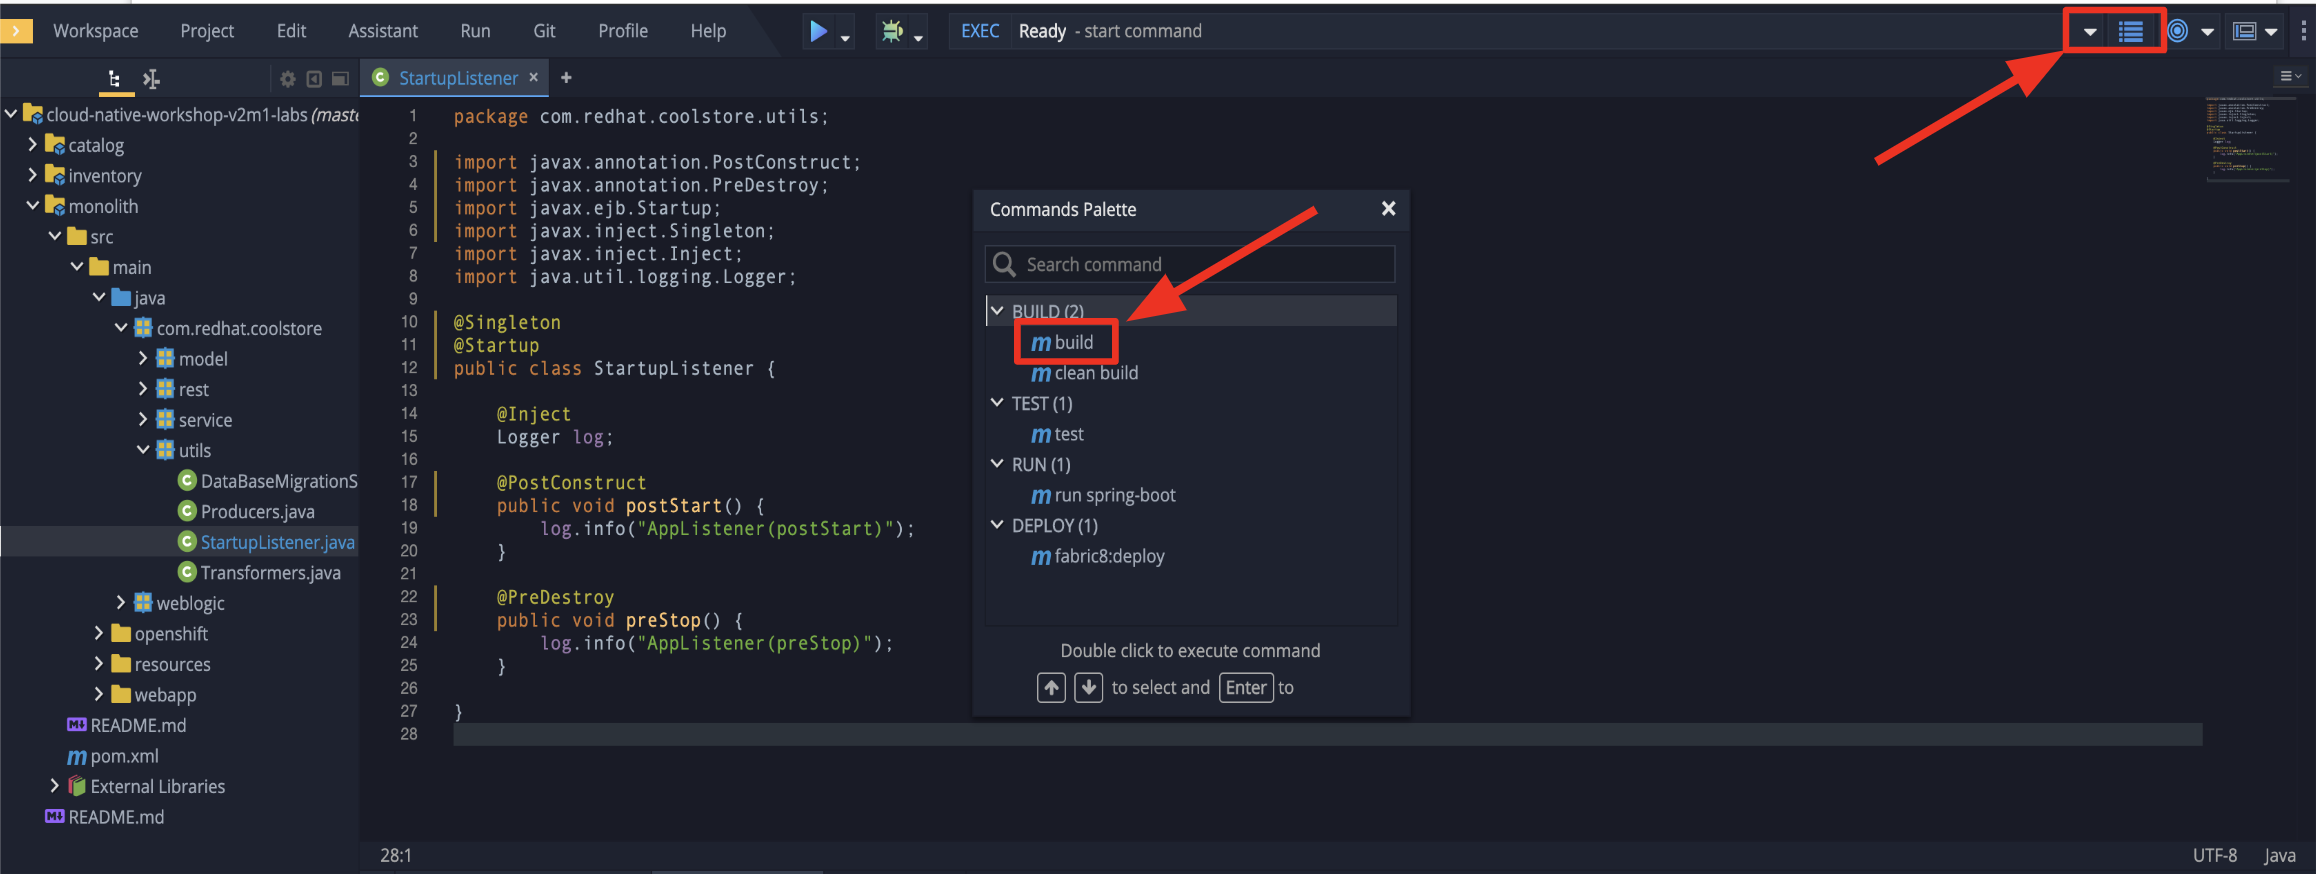 Workspace Project Edit Assistant Run Git Profile Help EXEC Ready - start command
StartupListener × +
cloud-native-workshop-v2m1-labs (maste
catalog
inventory
monolith
src
main
java
com.redhat.coolstore
model
rest
service
utils
DataBaseMigrationS
Producers.java
StartupListener.java
Transformers.java
weblogic
openshift
resources
webapp
README.md
pom.xml
External Libraries
README.md
1 package com.redhat.coolstore.utils;
2
3 import javax.annotation.PostConstruct;
4 import javax.annotation.PreDestroy;
5 import javax.ejb.Startup;
6 import javax.inject.Singleton;
7 import javax.inject.Inject;
8 import java.util.logging.Logger;
9
10 @Singleton
11 @Startup
12 public class StartupListener {
13
14 @Inject
15 Logger log;
16
17 @PostConstruct
18 public void postStart() {
19 log.info("AppListener(postStart)");
20 }
21
22 @PreDestroy
23 public void preStop() {
24 log.info("AppListener(preStop)");
25 }
26
27 }
28
Commands Palette
Search command
BUILD (2)
m build
m clean build
TEST (1)
m test
RUN (1)
m run spring-boot
DEPLOY (1)
m fabric8:deploy
Double click to execute command
to select and Enter to
28:1
UTF-8 Java